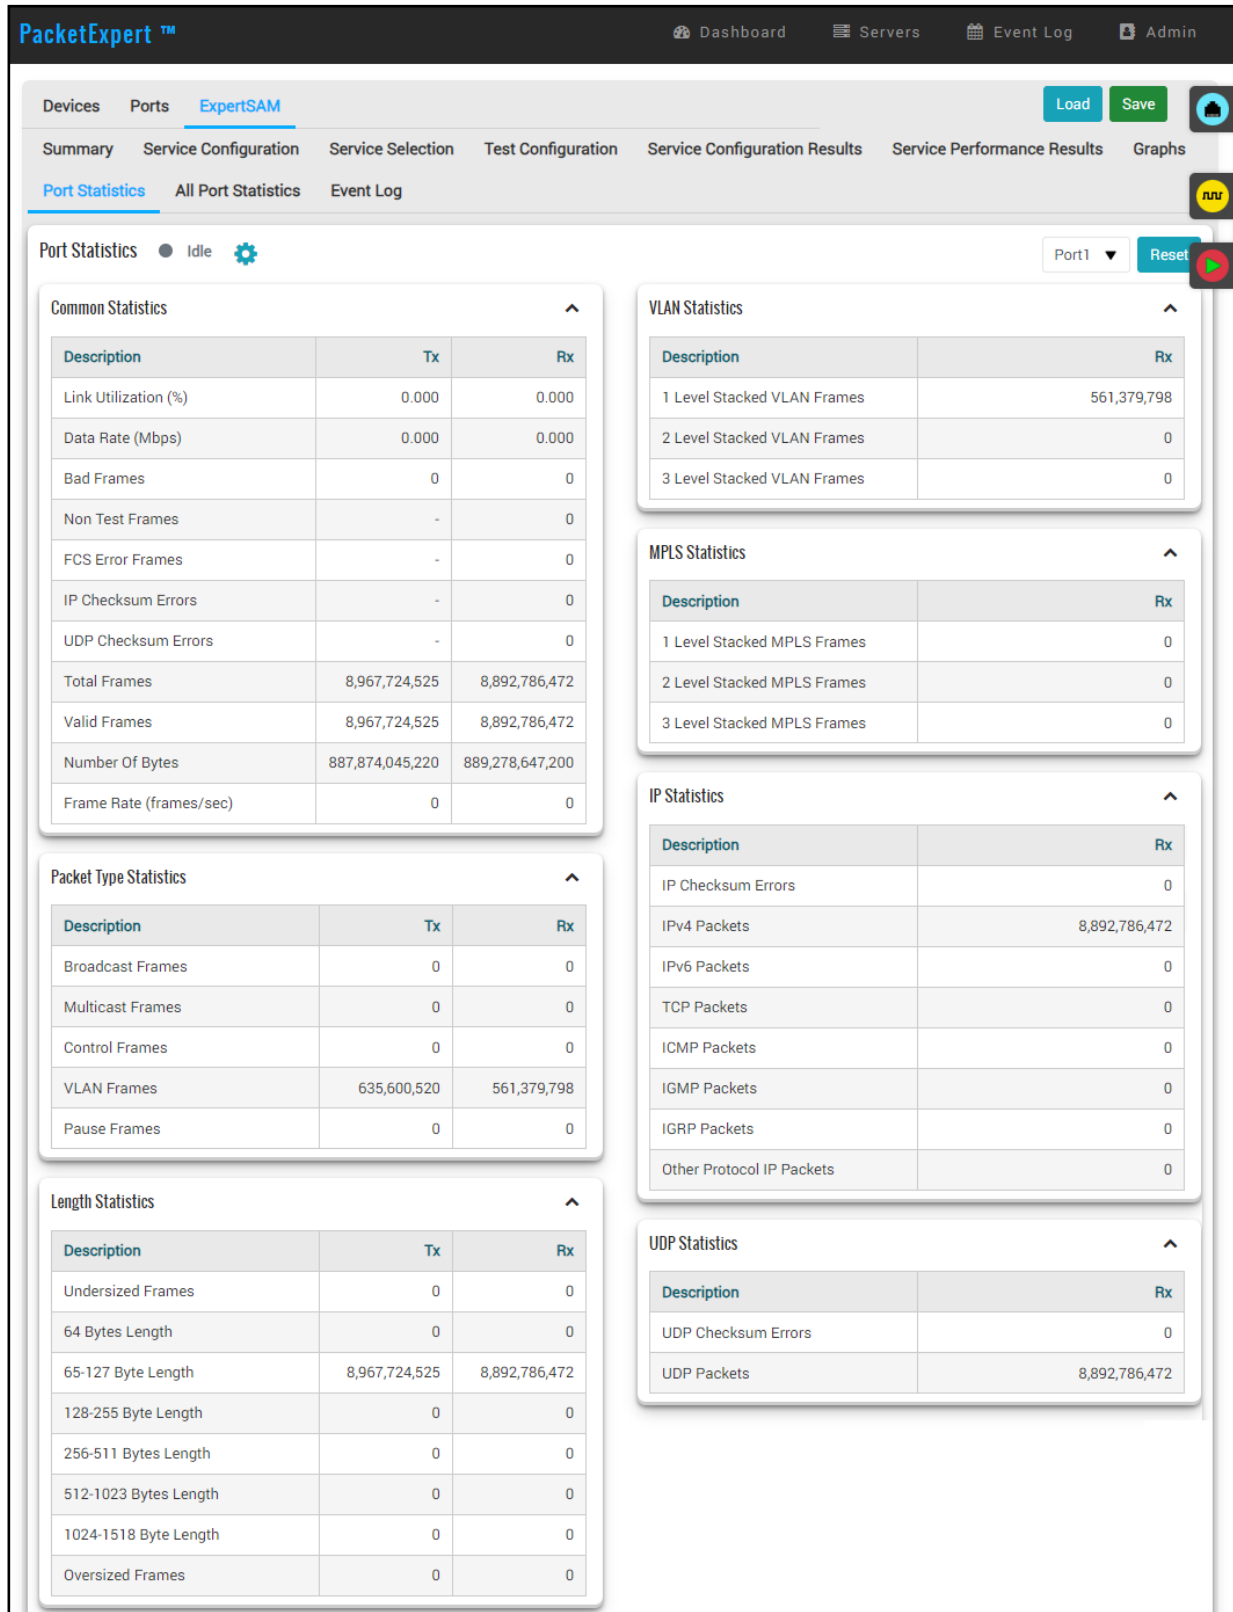 PacketExpert ™ Dashboard Servers Event Log Admin
Devices Ports ExpertSAM Load Save
Summary Service Configuration Service Selection Test Configuration Service Configuration Results Service Performance Results Graphs
Port Statistics All Port Statistics Event Log
Port Statistics Idle Port1 Reset
Common Statistics
Description Tx Rx
Link Utilization (%) 0.000 0.000
Data Rate (Mbps) 0.000 0.000
Bad Frames 0 0
Non Test Frames - 0
FCS Error Frames - 0
IP Checksum Errors - 0
UDP Checksum Errors - 0
Total Frames 8,967,724,525 8,892,786,472
Valid Frames 8,967,724,525 8,892,786,472
Number Of Bytes 887,874,045,220 889,278,647,200
Frame Rate (frames/sec) 0 0
Packet Type Statistics
Description Tx Rx
Broadcast Frames 0 0
Multicast Frames 0 0
Control Frames 0 0
VLAN Frames 635,600,520 561,379,798
Pause Frames 0 0
Length Statistics
Description Tx Rx
Undersized Frames 0 0
64 Bytes Length 0 0
65-127 Byte Length 8,967,724,525 8,892,786,472
128-255 Byte Length 0 0
256-511 Bytes Length 0 0
512-1023 Bytes Length 0 0
1024-1518 Byte Length 0 0
Oversized Frames 0 0
VLAN Statistics
Description Rx
1 Level Stacked VLAN Frames 561,379,798
2 Level Stacked VLAN Frames 0
3 Level Stacked VLAN Frames 0
MPLS Statistics
Description Rx
1 Level Stacked MPLS Frames 0
2 Level Stacked MPLS Frames 0
3 Level Stacked MPLS Frames 0
IP Statistics
Description Rx
IP Checksum Errors 0
IPv4 Packets 8,892,786,472
IPv6 Packets 0
TCP Packets 0
ICMP Packets 0
IGMP Packets 0
IGRP Packets 0
Other Protocol IP Packets 0
UDP Statistics
Description Rx
UDP Checksum Errors 0
UDP Packets 8,892,786,472